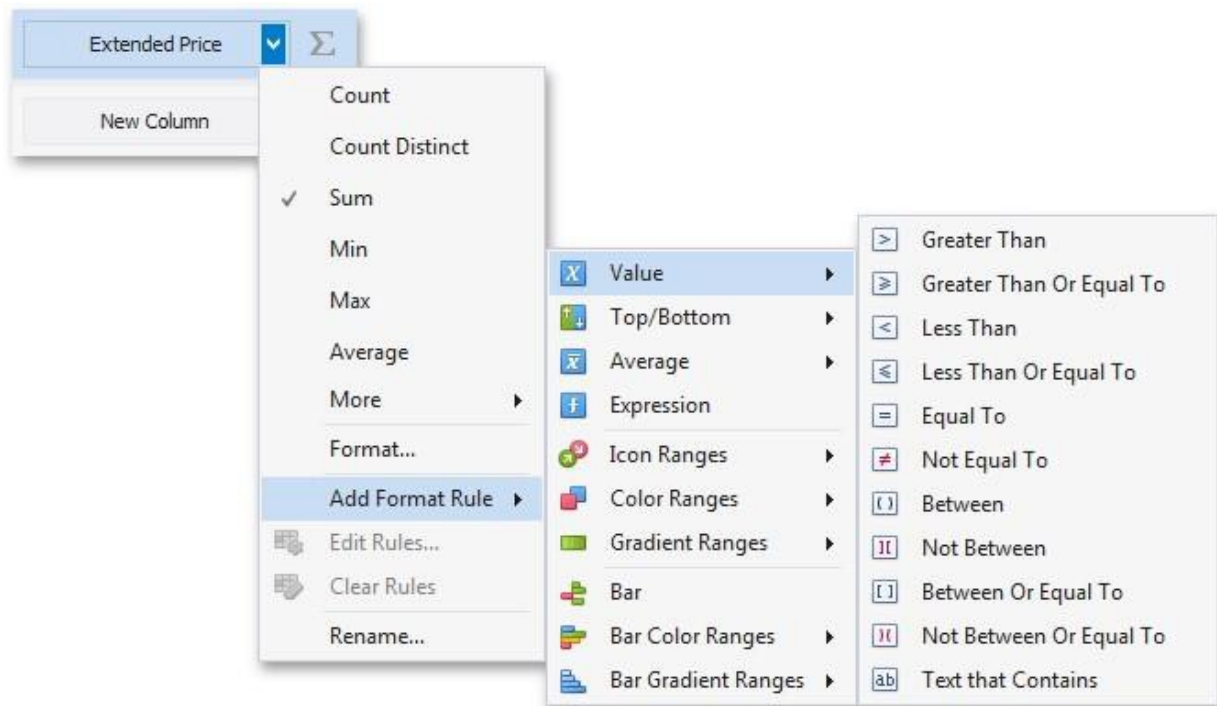 Extended Price
Σ
New Column
Count
Count Distinct
Sum
Min
Max
Average
More
Format...
Add Format Rule
Edit Rules...
Clear Rules
Rename...
Value
Top/Bottom
Average
Expression
Icon Ranges
Color Ranges
Gradient Ranges
Bar
Bar Color Ranges
Bar Gradient Ranges
Greater Than
Greater Than Or Equal To
Less Than
Less Than Or Equal To
Equal To
Not Equal To
Between
Not Between
Between Or Equal To
Not Between Or Equal To
ab Text that Contains